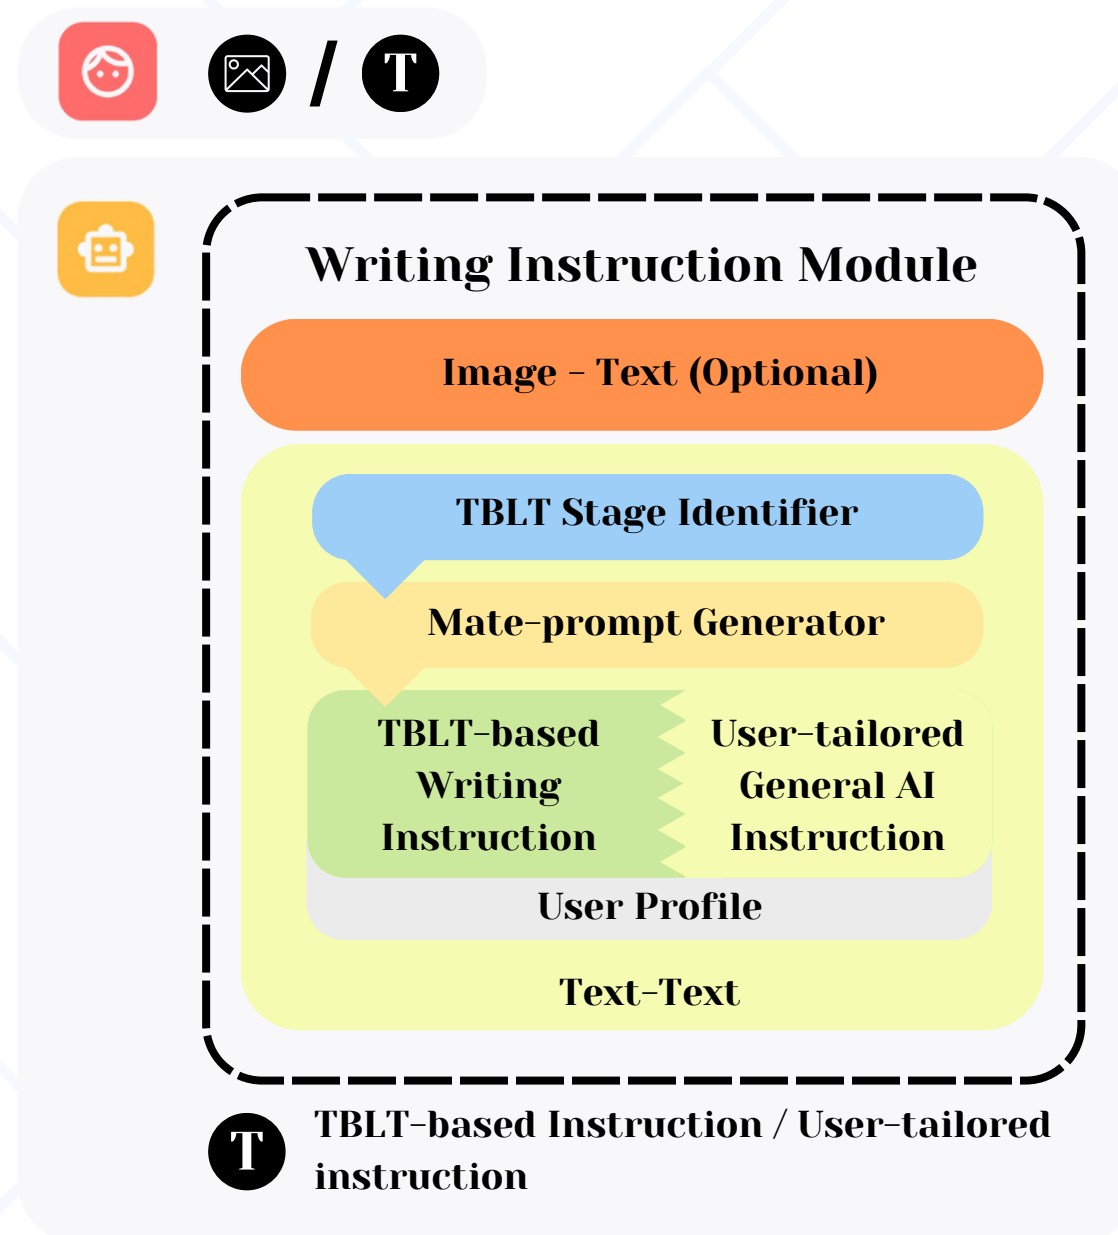 / T
Writing Instruction Module
Image - Text (Optional)
TBLT Stage Identifier
Mate-prompt Generator
TBLT-based
Writing
Instruction
User-tailored
General AI
Instruction
User Profile
Text-Text
T
TBLT-based Instruction / User-tailored
instruction